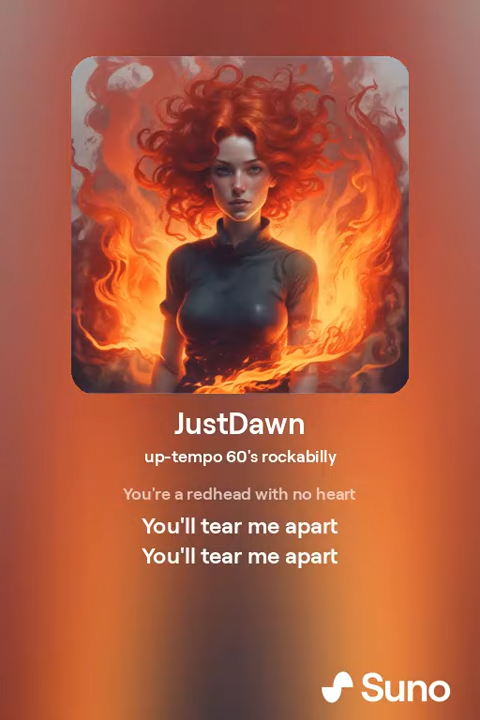 JustDawn
up-tempo 60's rockabilly
You're a redhead with no heart
You'll tear me apart
You'll tear me apart
Suno